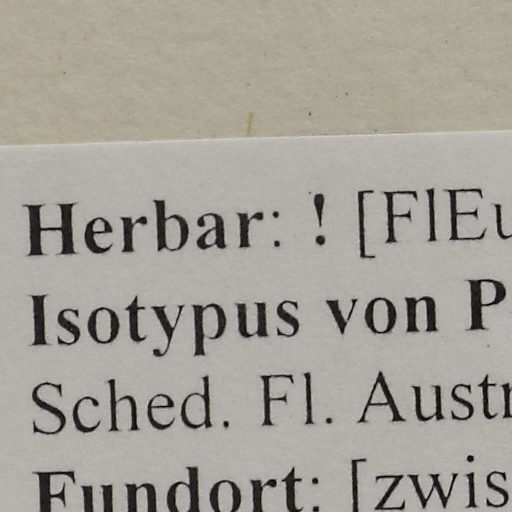 Herbar: ! [FlEu
Isotypus von P
Sched. Fl. Austr
Fundort: [zwis